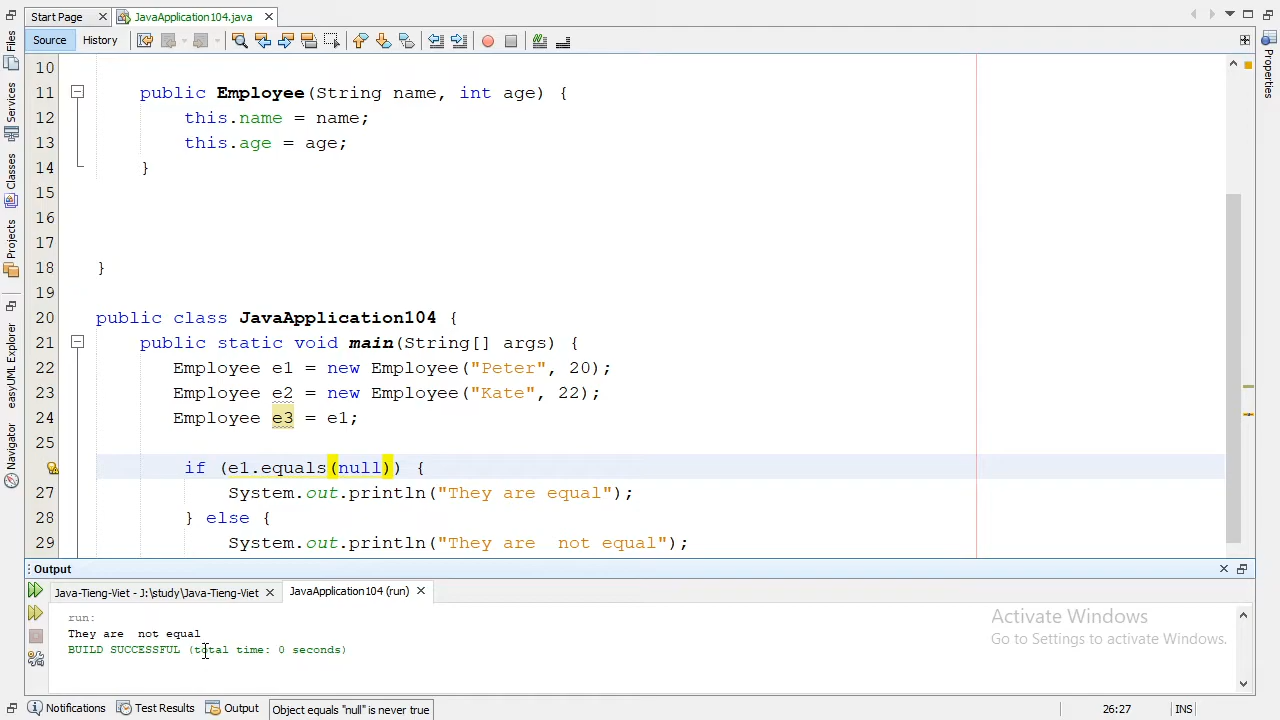 Start Page
JavaApplication104.java
Source
History
10
11 public Employee(String name, int age) {
12 this.name = name;
13 this.age = age;
14 }
15
16
17
18 }
19
20 public class JavaApplication104 {
21 public static void main(String[] args) {
22 Employee e1 = new Employee("Peter", 20);
23 Employee e2 = new Employee("Kate", 22);
24 Employee e3 = e1;
25
if (e1.equals(null)) {
27 System.out.println("They are equal");
28 } else {
29 System.out.println("They are  not equal");
Files
Services
Classes
Projects
easyUML Explorer
Navigator
Properties
Output
Java-Tieng-Viet - J:\study\Java-Tieng-Viet
JavaApplication104 (run)
run:
They are  not equal
BUILD SUCCESSFUL (total time: 0 seconds)
Activate Windows
Go to Settings to activate Windows.
Notifications
Test Results
Output
Object equals "null" is never true
26:27
INS